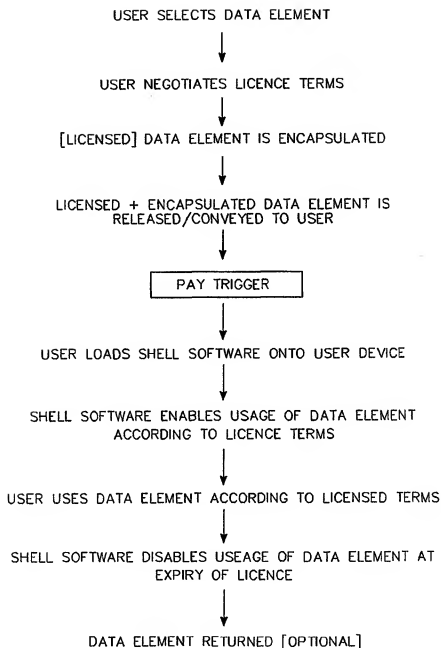 USER SELECTS DATA ELEMENT
USER NEGOTIATES LICENCE TERMS
[LICENSED] DATA ELEMENT IS ENCAPSULATED
LICENSED + ENCAPSULATED DATA ELEMENT IS
RELEASED/CONVEYED TO USER
PAY TRIGGER
USER LOADS SHELL SOFTWARE ONTO USER DEVICE
SHELL SOFTWARE ENABLES USAGE OF DATA ELEMENT
ACCORDING TO LICENCE TERMS
USER USES DATA ELEMENT ACCORDING TO LICENSED TERMS
SHELL SOFTWARE DISABLES USEAGE OF DATA ELEMENT AT
EXPIRY OF LICENCE
DATA ELEMENT RETURNED [OPTIONAL]